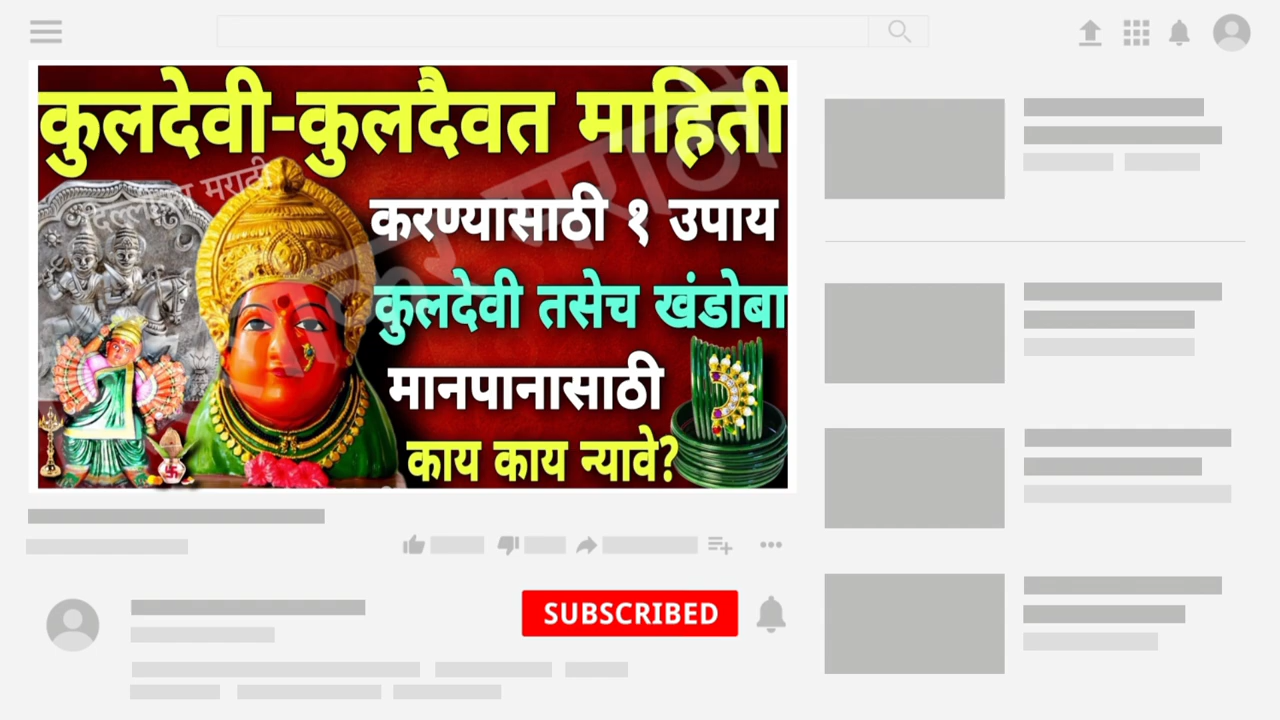 कुलदेवी-कुलदैवत माहिती
करण्यासाठी १ उपाय
कुलदेवी तसेच खंडोबा
मानपानासाठी
काय काय न्यावे?
SUBSCRIBED